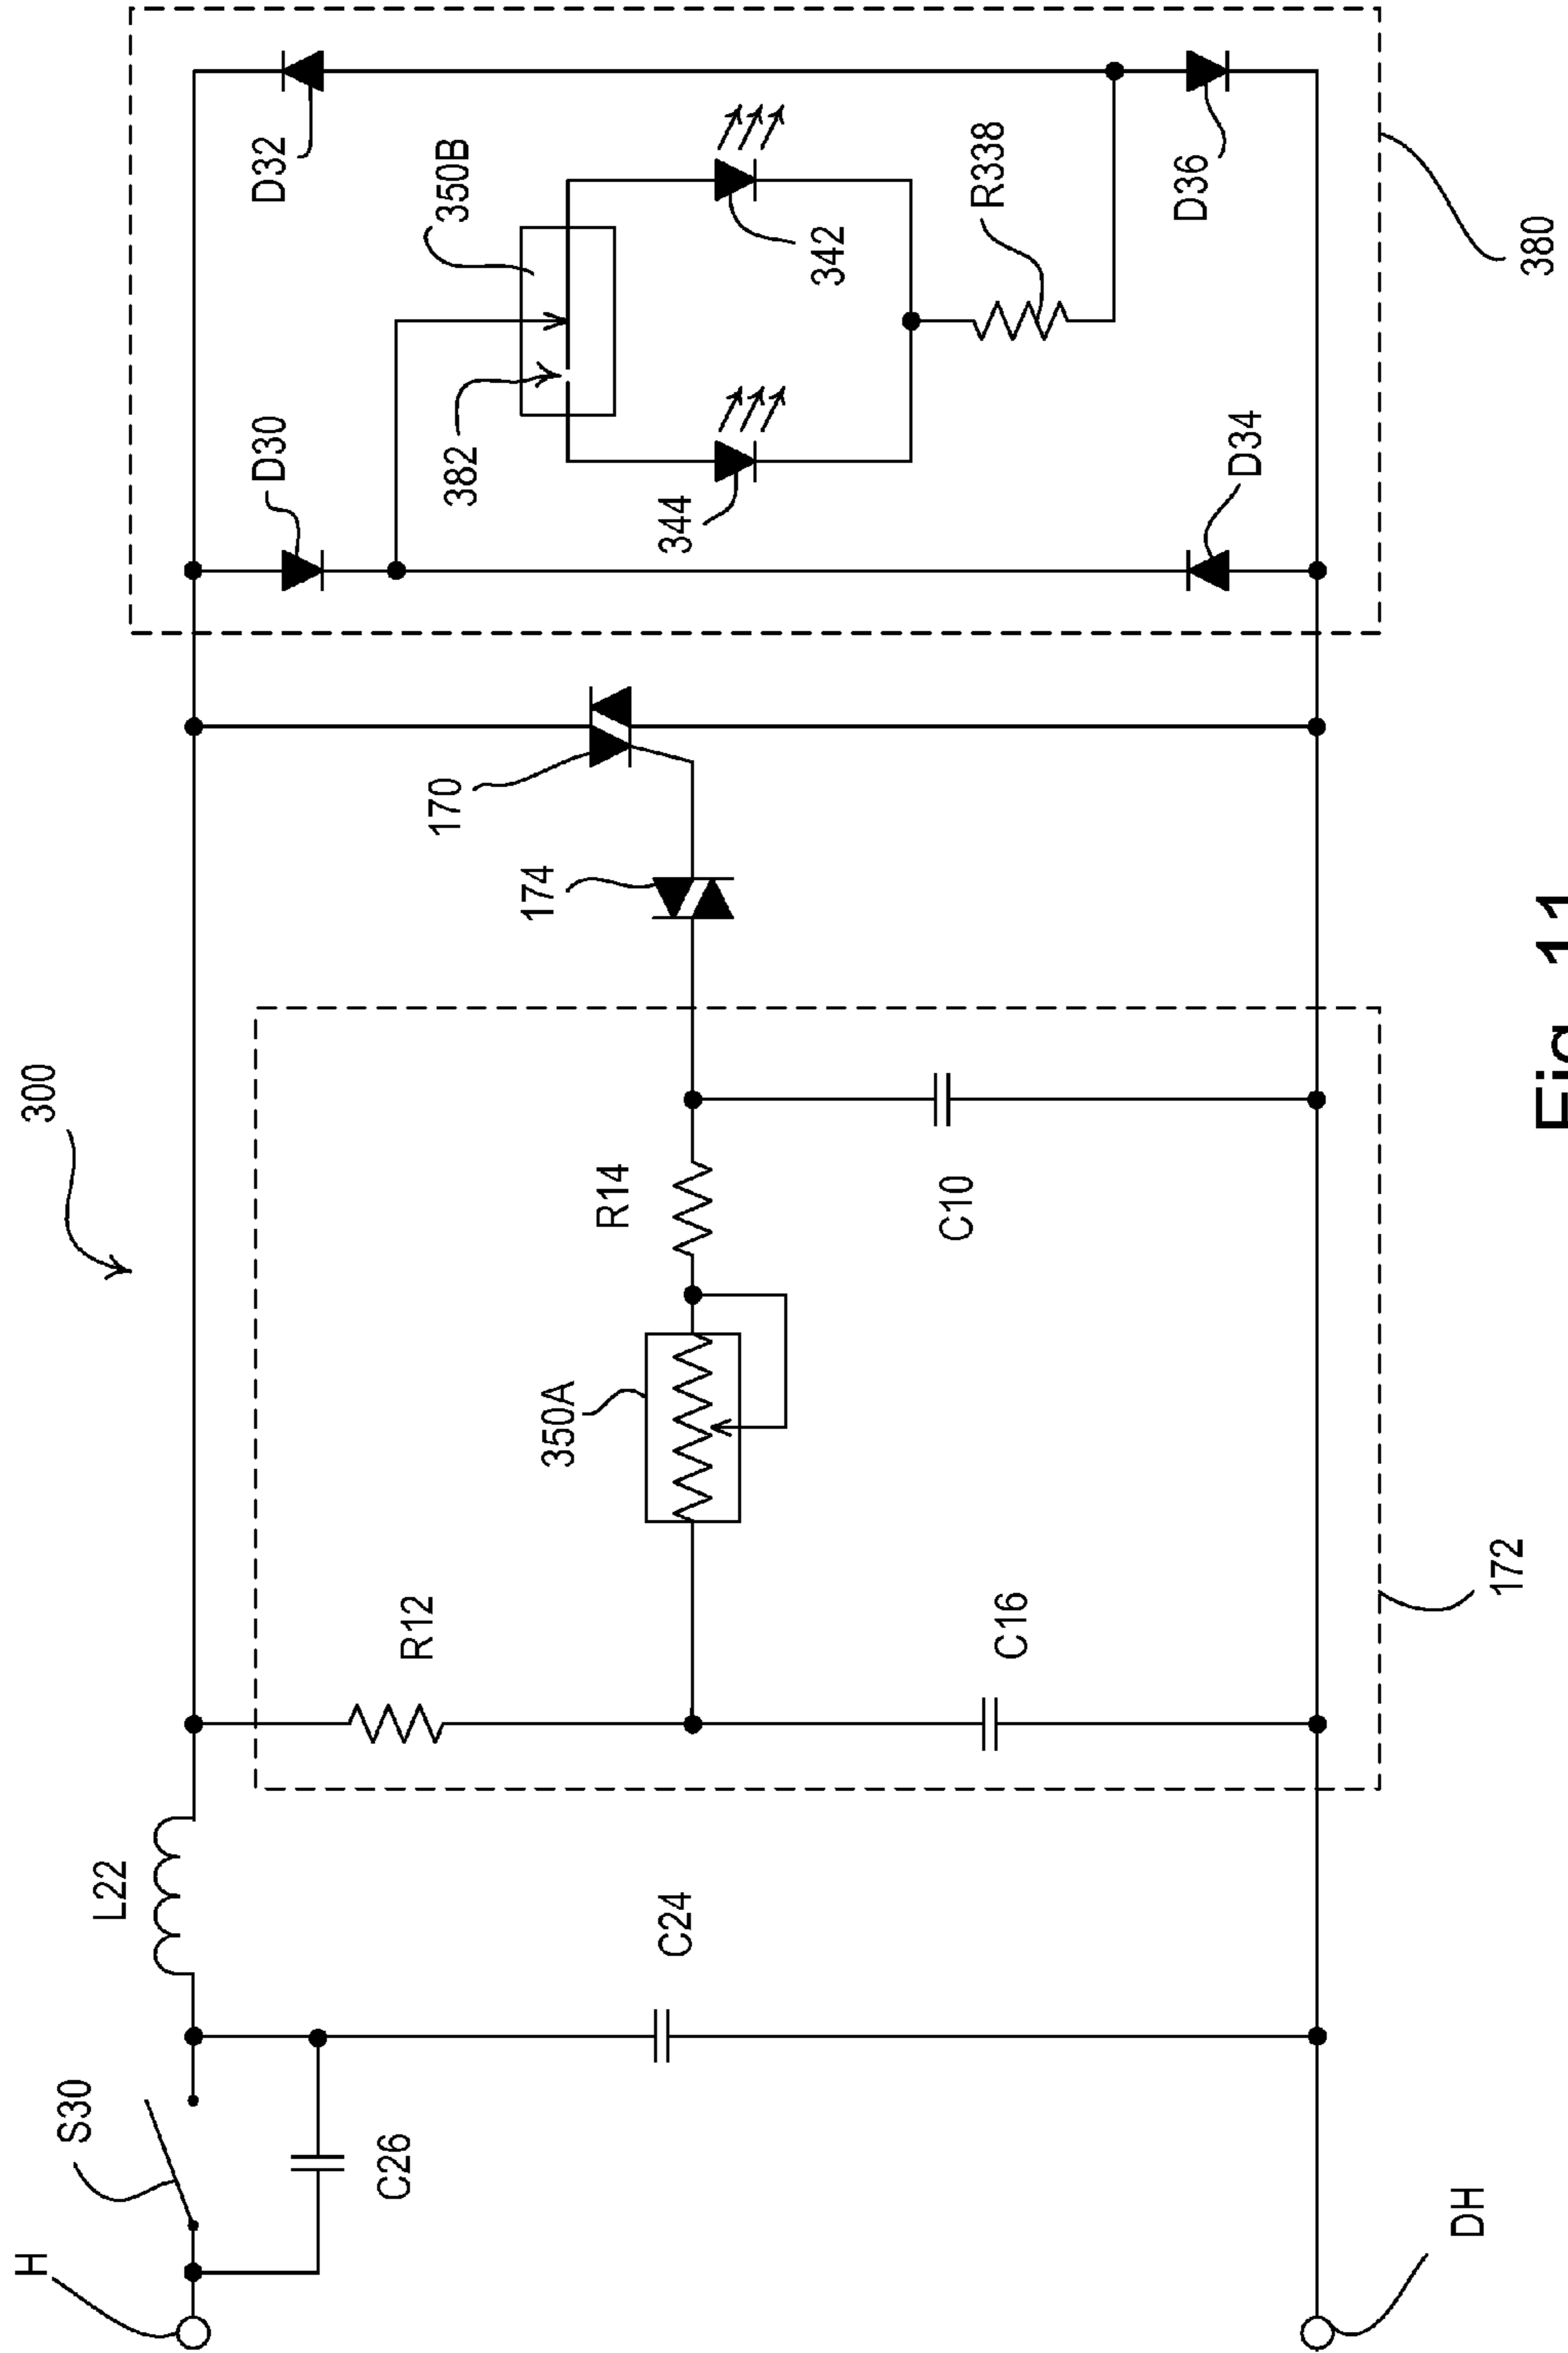 300
H
S30
L22
C26
C24
R12
C16
350A
R14
C10
172
174
170
D30
D32
382
350B
344
342
R338
D34
D36
380
DH
Fig. 11